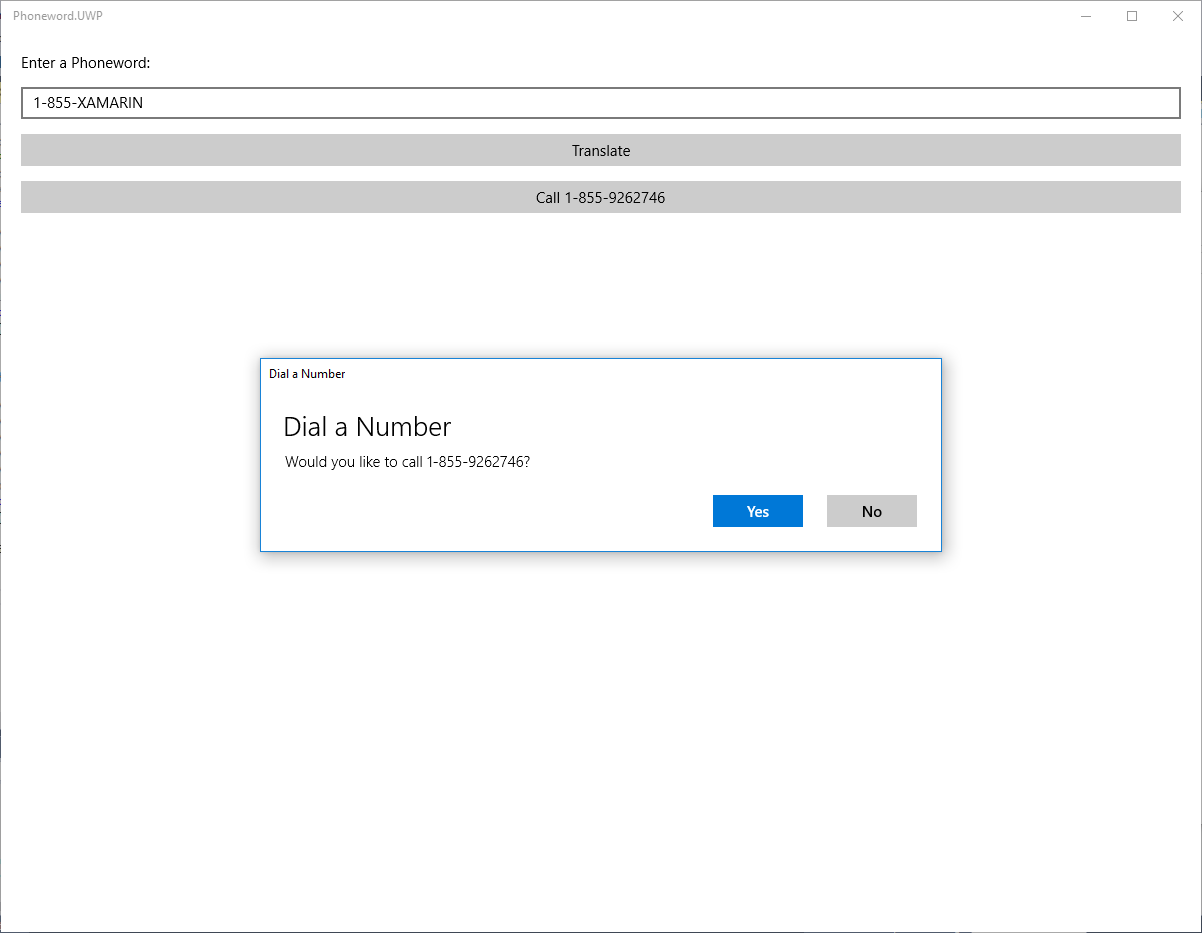 Phoneword.UWP
Enter a Phoneword:
1-855-XAMARIN
Translate
Call 1-855-9262746
Dial a Number
Dial a Number
Would you like to call 1-855-9262746?
Yes No